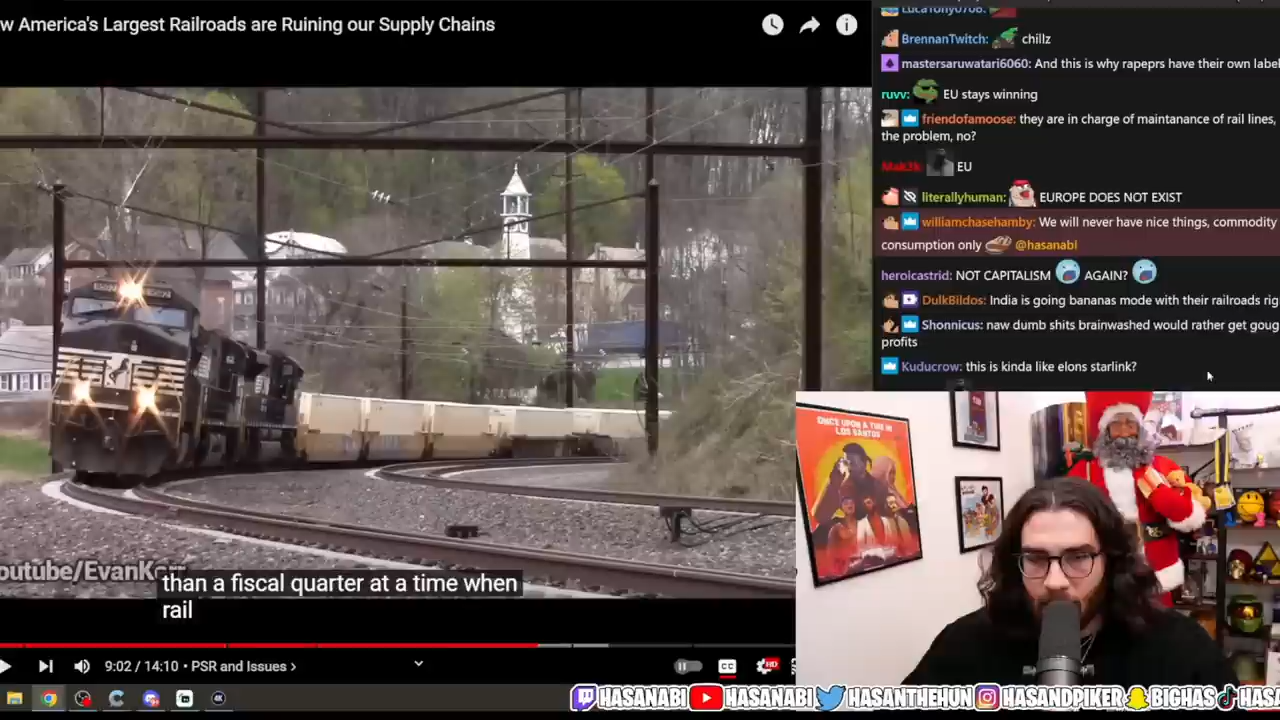 w America's Largest Railroads are Ruining our Supply Chains
BrennanTwitch: chillz
mastersaruwatari6060: And this is why rapeprs have their own label
ruvv: EU stays winning
friendofamoose: they are in charge of maintanance of rail lines,
the problem, no?
EU
literallyhuman: EUROPE DOES NOT EXIST
williamchasehamby: We will never have nice things, commodity
consumption only @hasanabi
heroicastrid: NOT CAPITALISM AGAIN?
DulkBildos: India is going bananas mode with their railroads rig
Shonnicus: naw dumb shits brainwashed would rather get goug
profits
Kuducrow: this is kinda like elons starlink?
ONCE UPON A TIME IN
LOS SANTOS
outube/EvanK
than a fiscal quarter at a time when
rail
9:02 / 14:10 • PSR and Issues >
CC
HD
HASANABI HASANABI HASANTHEHUN HASANDPIKER BIGHAS HASA